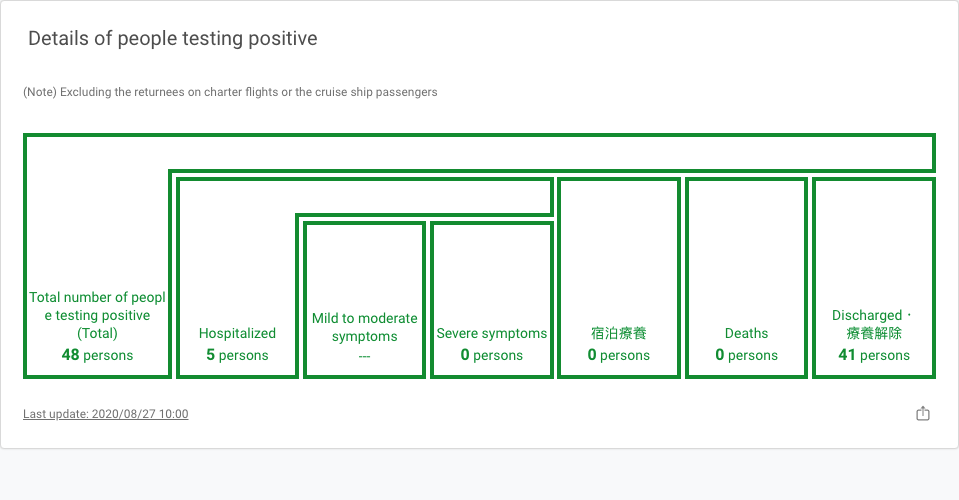 Details of people testing positive
(Note) Excluding the returnees on charter flights or the cruise ship passengers
Total number of peopl
e testing positive
(Total)
48 persons
Hospitalized
5 persons
Mild to moderate
symptoms
---
Severe symptoms
0 persons
宿泊療養
0 persons
Deaths
0 persons
Discharged・
療養解除
41 persons
Last update: 2020/08/27 10:00